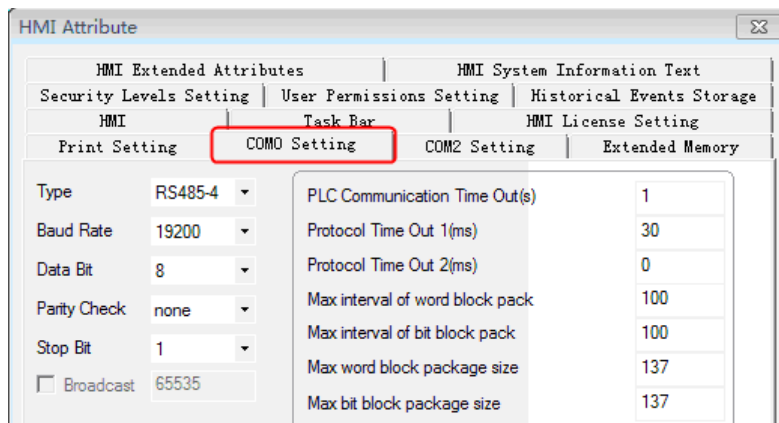 HMI Attribute
HMI Extended Attributes HMI System Information Text
Security Levels Setting User Permissions Setting Historical Events Storage
HMI Task Bar HMI License Setting
Print Setting COM0 Setting COM2 Setting Extended Memory
Type RS485-4 PLC Communication Time Out(s) 1
Baud Rate 19200 Protocol Time Out 1(ms) 30
Data Bit 8 Protocol Time Out 2(ms) 0
Parity Check none Max interval of word block pack 100
Stop Bit 1 Max interval of bit block pack 100
Broadcast 65535 Max word block package size 137
Max bit block package size 137